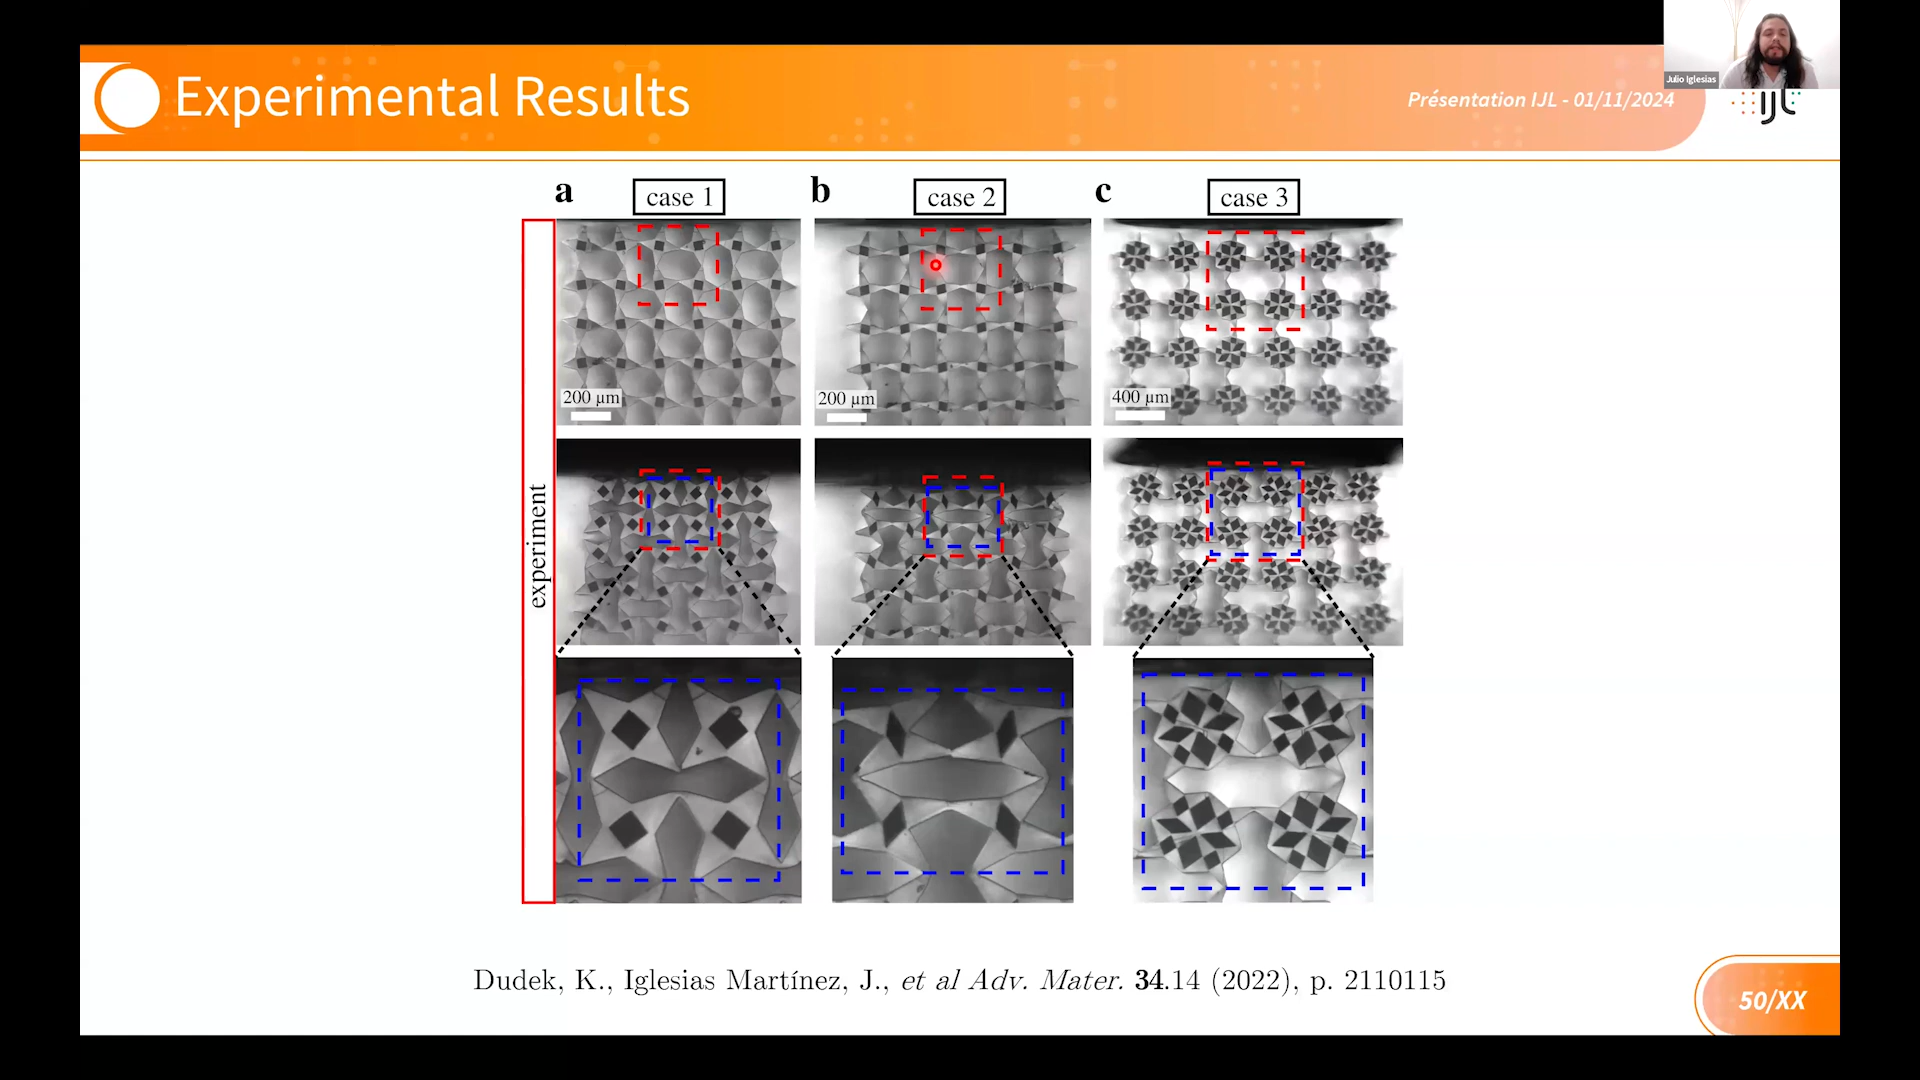 Experimental Results
Présentation IJL - 01/11/2024
Julio Iglesias
ijl
a case 1 b case 2 c case 3
experiment
200 µm 200 µm 400 µm
Dudek, K., Iglesias Martínez, J., et al Adv. Mater. 34.14 (2022), p. 2110115
50/XX